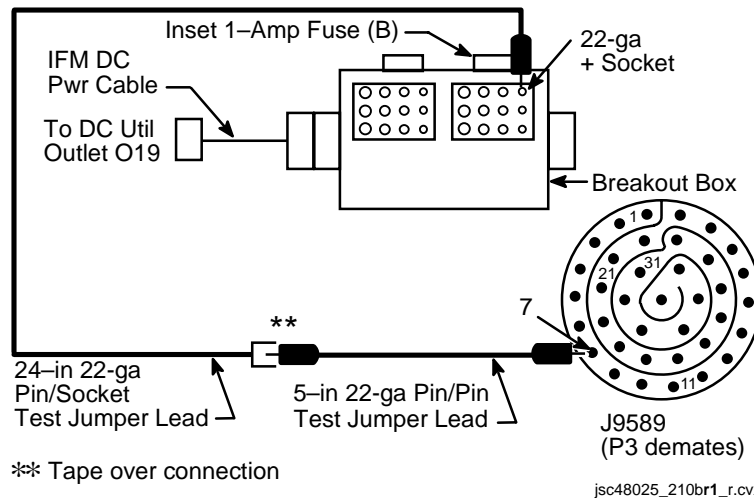 Inset 1–Amp Fuse (B)
22-ga
+ Socket
IFM DC
Pwr Cable
To DC Util
Outlet O19
Breakout Box
1
21
31
7
11
**
24–in 22-ga
Pin/Socket
Test Jumper Lead
5–in 22-ga Pin/Pin
Test Jumper Lead
J9589
(P3 demates)
** Tape over connection
jsc48025_210br1_r.cv